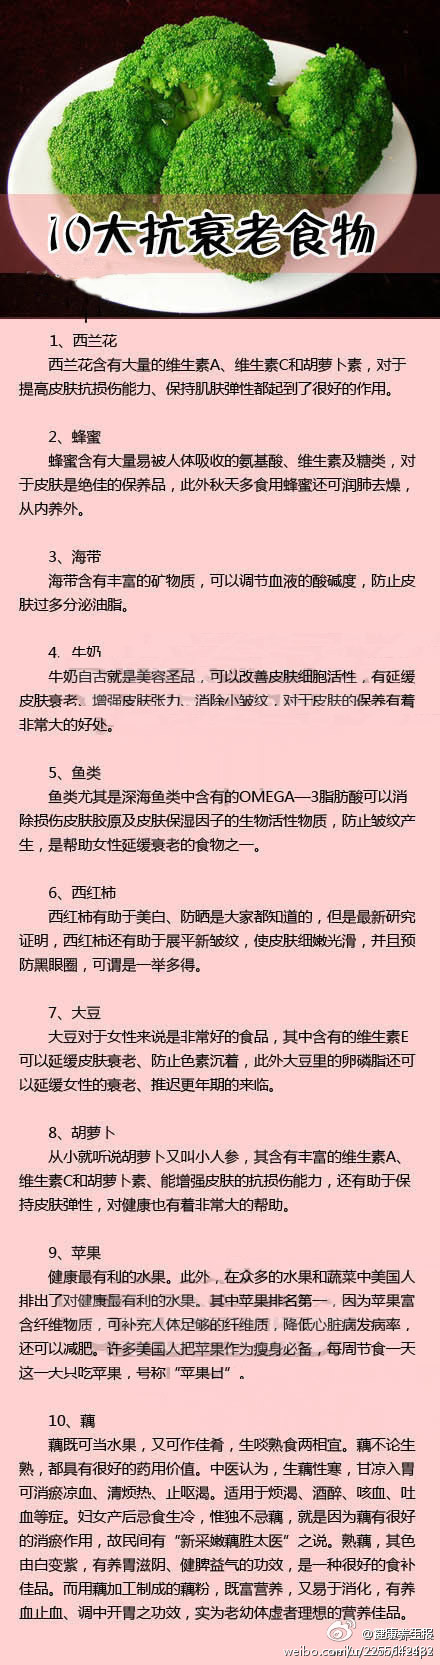 10大抗衰老食物
1、西兰花
西兰花含有大量的维生素A、维生素C和胡萝卜素，对于
提高皮肤抗损伤能力、保持肌肤弹性都起到了很好的作用。
2、蜂蜜
蜂蜜含有大量易被人体吸收的氨基酸、维生素及糖类，对
于皮肤是绝佳的保养品，此外秋天多食用蜂蜜还可润肺去燥，
从内养外。
3、海带
海带含有丰富的矿物质，可以调节血液的酸碱度，防止皮
肤过多分泌油脂。
4、牛奶
牛奶自古就是美容圣品，可以改善皮肤细胞活性，有延缓
皮肤衰老、增强皮肤张力、消除小皱纹，对于皮肤的保养有着
非常大的好处。
5、鱼类
鱼类尤其是深海鱼类中含有的OMEGA—3脂肪酸可以消
除损伤皮肤胶原及皮肤保湿因子的生物活性物质，防止皱纹产
生，是帮助女性延缓衰老的食物之一。
6、西红柿
西红柿有助于美白、防晒是大家都知道的，但是最新研究
证明，西红柿还有助于展平新皱纹，使皮肤细嫩光滑，并且预
防黑眼圈，可谓是一举多得。
7、大豆
大豆对于女性来说是非常好的食品，其中含有的维生素E
可以延缓皮肤衰老、防止色素沉着，此外大豆里的卵磷脂还可
以延缓女性的衰老、推迟更年期的来临。
8、胡萝卜
从小就听说胡萝卜又叫小人参，其含有丰富的维生素A、
维生素C和胡萝卜素、能增强皮肤的抗损伤能力，还有助于保
持皮肤弹性，对健康也有着非常大的帮助。
9、苹果
健康最有利的水果。此外，在众多的水果和蔬菜中美国人
排出了对健康最有利的水果。其中苹果排名第一，因为苹果富
含纤维物质，可补充人体足够的纤维质，降低心脏病发病率，
还可以减肥。许多美国人把苹果作为瘦身必备，每周节食一天
这一天只吃苹果，号称“苹果日”。
10、藕
藕既可当水果，又可作佳肴，生啖熟食两相宜。藕不论生
熟，都具有很好的药用价值。中医认为，生藕性寒，甘凉入胃
可消瘀凉血、清烦热、止呕渴。适用于烦渴、酒醉、咳血、吐
血等症。妇女产后忌食生冷，惟独不忌藕，就是因为藕有很好
的消瘀作用，故民间有“新采嫩藕胜太医”之说。熟藕，其色
由白变紫，有养胃滋阴、健脾益气的功效，是一种很好的食补
佳品。而用藕加工制成的藕粉，既富营养，又易于消化，有养
血止血、调中开胃之功效，实为老幼体虚者理想的营养佳品。